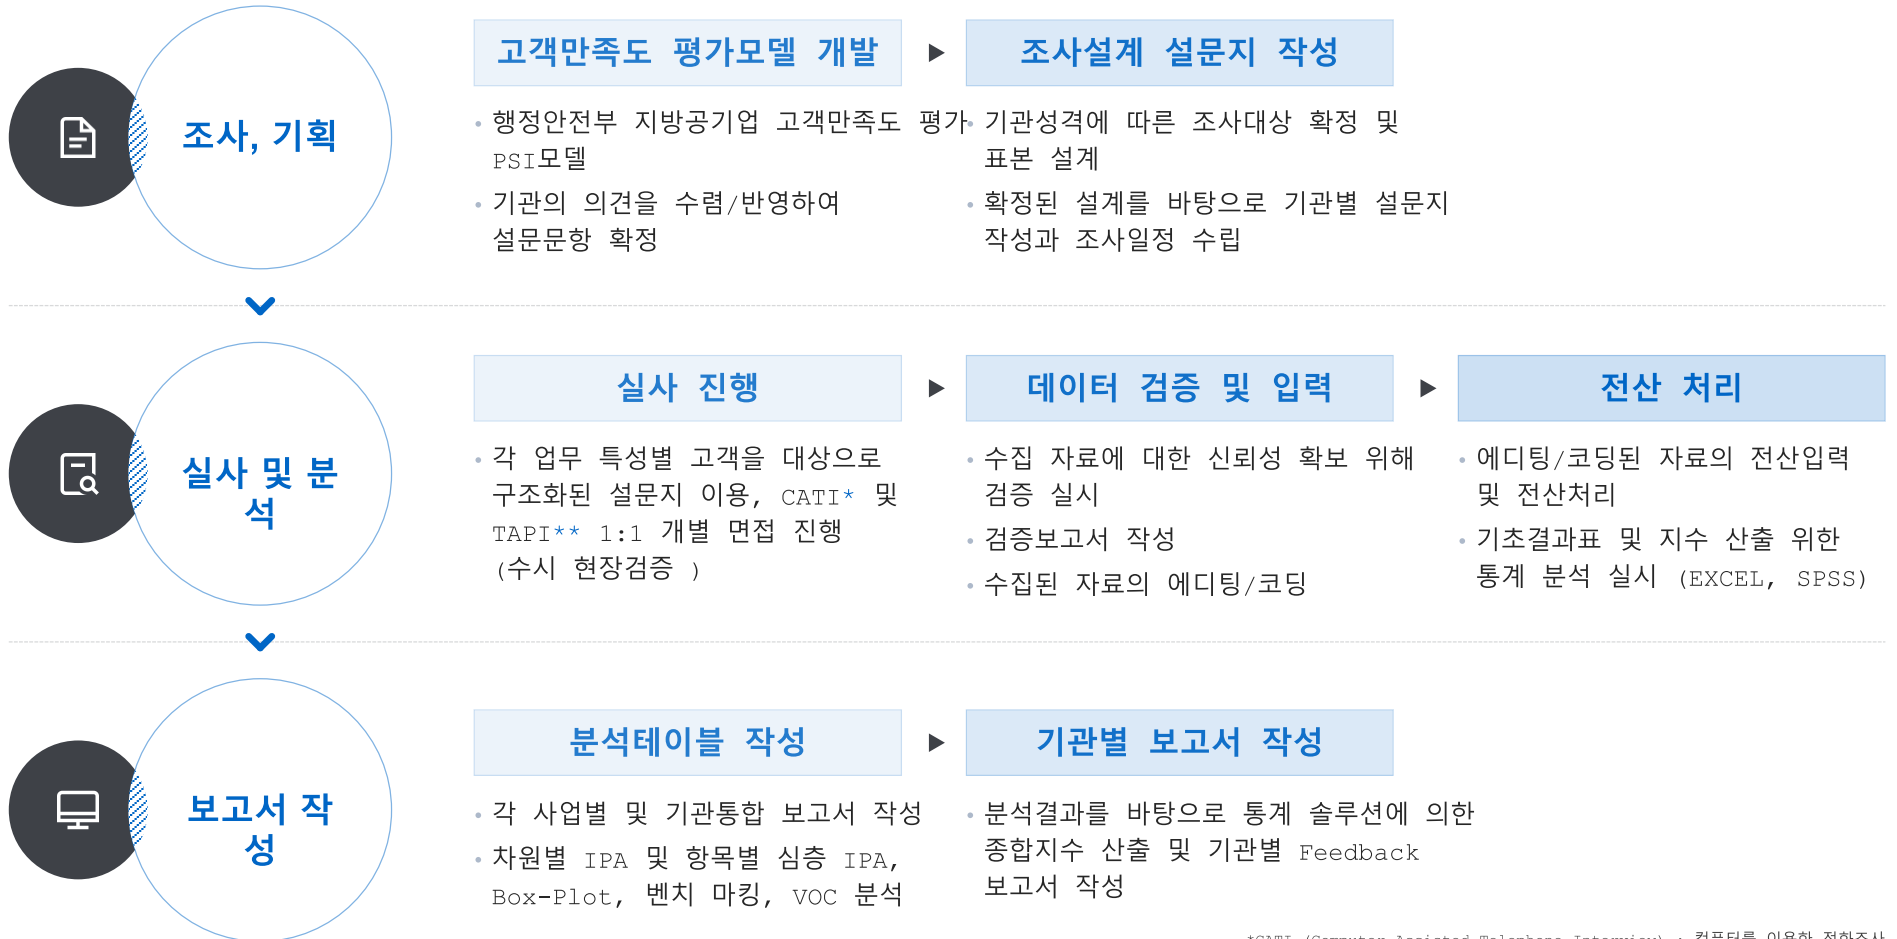 조사, 기획
고객만족도 평가모델 개발
• 행정안전부 지방공기업 고객만족도 평가
PSI모델
• 기관의 의견을 수렴/반영하여
설문문항 확정
조사설계 설문지 작성
• 기관성격에 따른 조사대상 확정 및
표본 설계
• 확정된 설계를 바탕으로 기관별 설문지
작성과 조사일정 수립
실사 및 분
석
실사 진행
• 각 업무 특성별 고객을 대상으로
구조화된 설문지 이용, CATI* 및
TAPI** 1:1 개별 면접 진행
(수시 현장검증 )
데이터 검증 및 입력
• 수집 자료에 대한 신뢰성 확보 위해
검증 실시
• 검증보고서 작성
• 수집된 자료의 에디팅/코딩
전산 처리
• 에디팅/코딩된 자료의 전산입력
및 전산처리
• 기초결과표 및 지수 산출 위한
통계 분석 실시 (EXCEL, SPSS)
보고서 작
성
분석테이블 작성
• 각 사업별 및 기관통합 보고서 작성
• 차원별 IPA 및 항목별 심층 IPA,
Box-Plot, 벤치 마킹, VOC 분석
기관별 보고서 작성
• 분석결과를 바탕으로 통계 솔루션에 의한
종합지수 산출 및 기관별 Feedback
보고서 작성
*CATI (Computer Assisted Telephone Interview) : 컴퓨터를 이용한 전화조사